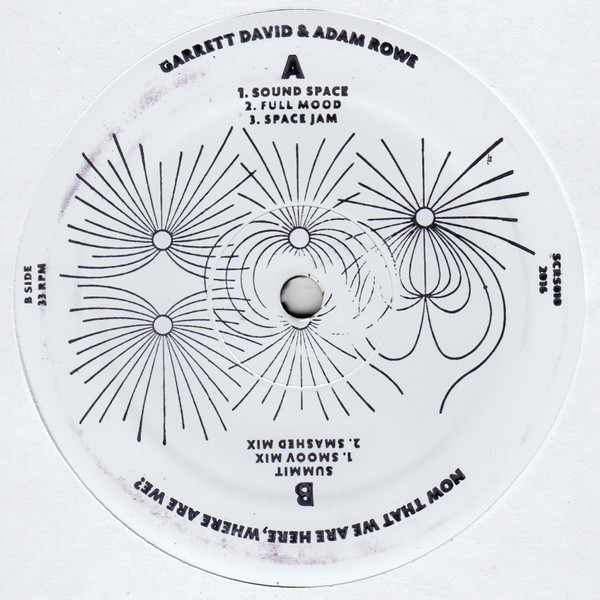 GARRETT DAVID & ADAM ROWE
A
1. SOUND SPACE
2. FULL MOOD
3. SPACE JAM
B SIDE
33 RPM
SCRS010
2016
B
SUMMIT
1. SMOOV MIX
2. SMASHED MIX
NOW THAT WE ARE HERE, WHERE ARE WE?